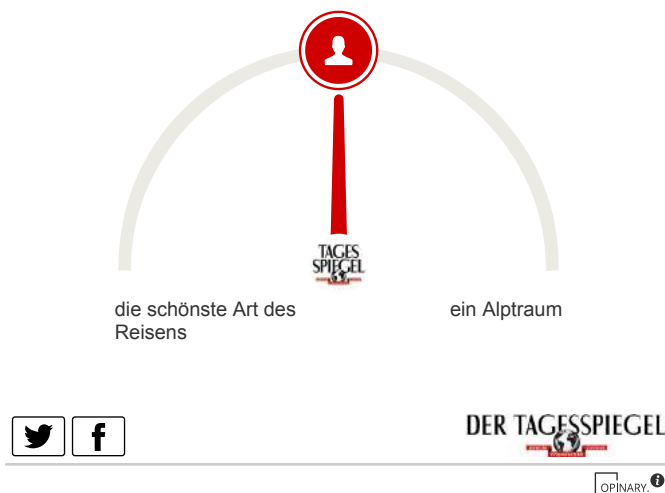 TAGES
SPIEGEL
die schönste Art des
Reisens
ein Alptraum
DER TAGESSPIEGEL
OPINARY.